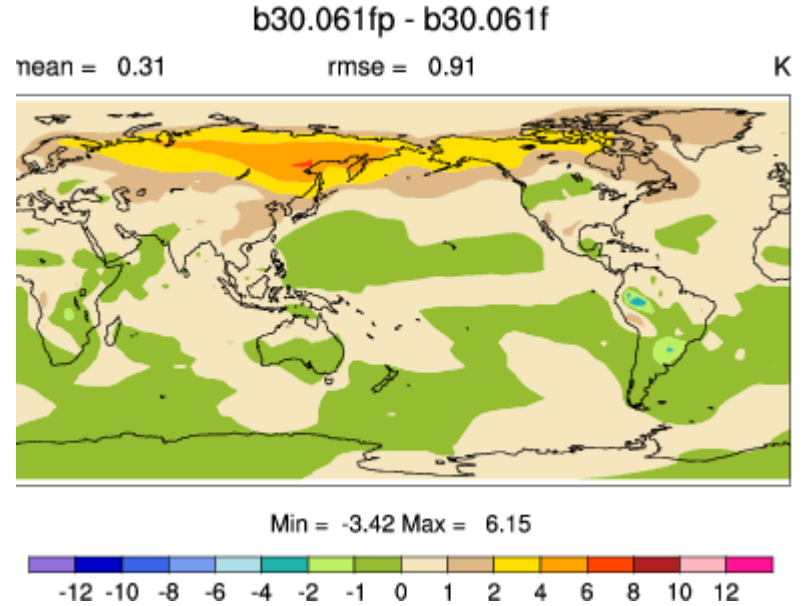 b30.061fp - b30.061f
mean = 0.31 rmse = 0.91 K
Min = -3.42 Max = 6.15
-12 -10 -8 -6 -4 -2 -1 0 1 2 4 6 8 10 12